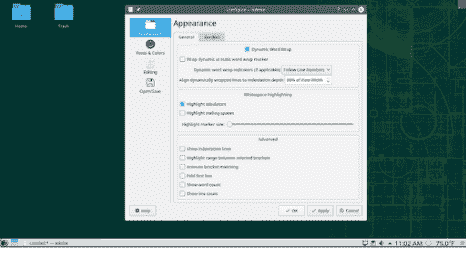 Home
Trash
Configure — KWrite
Appearance
General
Borders
Fonts & Colors
Editing
Open/Save
Dynamic Word Wrap
Wrap dynamic at static word wrap marker
Dynamic word wrap indicators (if applicable): Follow Line Numbers
Align dynamically wrapped lines to indentation depth: 80% of View Width
Whitespace Highlighting
Highlight tabulators
Highlight trailing spaces
Highlight marker size:
Advanced
Show indentation lines
Highlight range between selected brackets
Animate bracket matching
Fold first line
Show word count
Show line count
Help
OK
Apply
Cancel
Untitled * — KWrite
11:02 AM
75.0°F